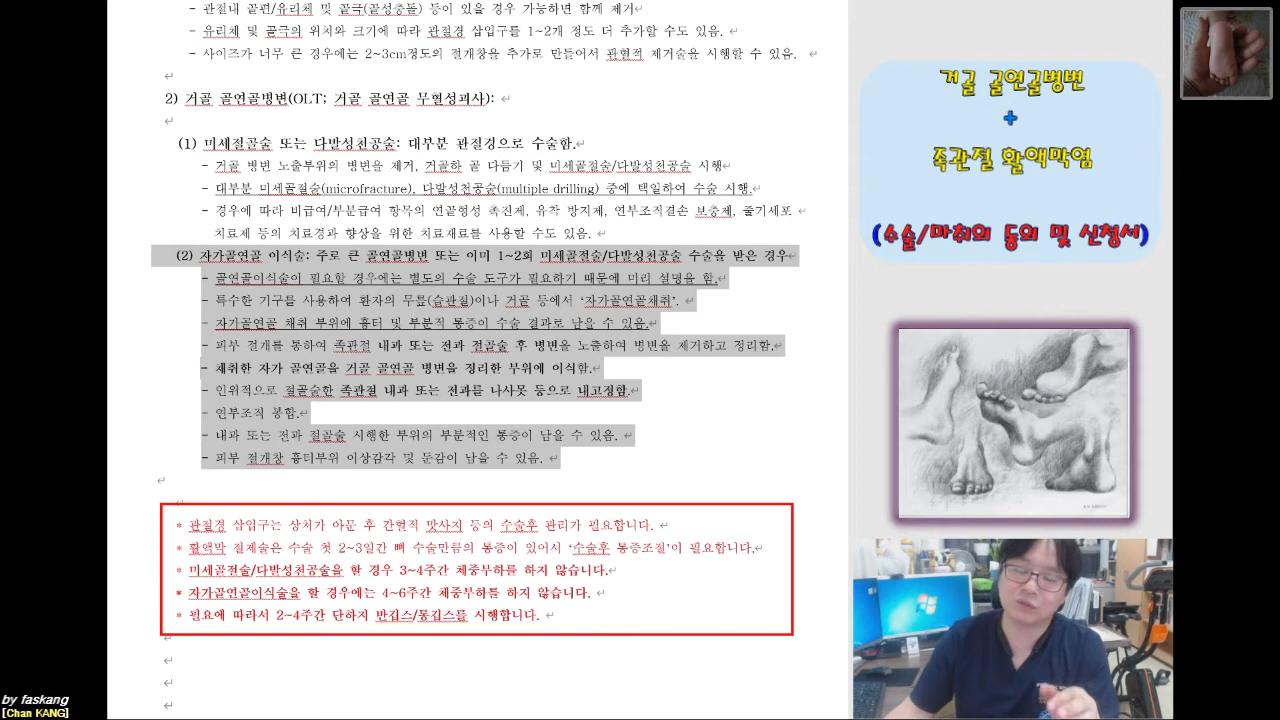 - 관절내 골편/유리체 및 골극(골성충돌) 등이 있을 경우 가능하면 함께 제거
- 유리체 및 골극의 위치와 크기에 따라 관절경 삽입구를 1~2개 정도 더 추가할 수도 있음.
- 사이즈가 너무 큰 경우에는 2~3cm정도의 절개창을 추가로 만들어서 관혈적 제거술을 시행할 수 있음.
2) 거골 골연골병변(OLT; 거골 골연골 무혈성괴사):
(1) 미세절골술 또는 다발성천공술: 대부분 관절경으로 수술함.
- 거골 병변 노출부위의 병변을 제거, 거골하 골 다듬기 및 미세골절술/다발성천공술 시행
- 대부분 미세골절술(microfracture), 다발성천공술(multiple drilling) 중에 택일하여 수술 시행.
- 경우에 따라 비급여/부분급여 항목의 연골형성 촉진제, 유착 방지제, 연부조직결손 보충제, 줄기세포
치료제 등의 치료경과 향상을 위한 치료재료를 사용할 수도 있음.
(2) 자가골연골 이식술: 주로 큰 골연골병변 또는 이미 1~2회 미세골절술/다발성천공술 수술을 받은 경우
- 골연골이식술이 필요할 경우에는 별도의 수술 도구가 필요하기 때문에 미리 설명을 함.
- 특수한 기구를 사용하여 환자의 무릎(슬관절)이나 거골 등에서 '자가골연골채취'.
- 자가골연골 채취 부위에 흉터 및 부분적 통증이 수술 결과로 남을 수 있음.
- 피부 절개를 통하여 족관절 내과 또는 전과 절골술 후 병변을 노출하여 병변을 제거하고 정리함.
- 채취한 자가 골연골을 거골 골연골 병변을 정리한 부위에 이식함.
- 인위적으로 절골술한 족관절 내과 또는 전과를 나사못 등으로 내고정함.
- 연부조직 봉합.
- 내과 또는 전과 절골술 시행한 부위의 부분적인 통증이 남을 수 있음.
- 피부 절개창 흉터부위 이상감각 및 둔감이 남을 수 있음.
* 관절경 삽입구는 상처가 아문 후 간헐적 맛사지 등의 수술후 관리가 필요합니다.
* 활액막 절제술은 수술 첫 2~3일간 뼈 수술만큼의 통증이 있어서 '수술후 통증조절'이 필요합니다.
* 미세골절술/다발성천공술을 할 경우 3~4주간 체중부하를 하지 않습니다.
* 자가골연골이식술을 할 경우에는 4~6주간 체중부하를 하지 않습니다.
* 필요에 따라서 2~4주간 단하지 반깁스/통깁스를 시행합니다.
거골 골연골병변
+
족관절 활액막염
(수술/마취의 동의 및 신청서)
by faskang
[Chan KANG]